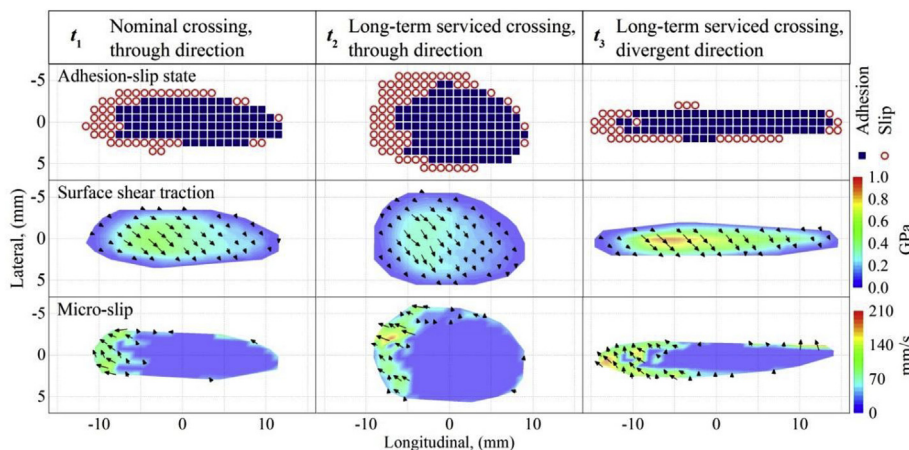 t1 Nominal crossing,
through direction
t2 Long-term serviced crossing,
through direction
t3 Long-term serviced crossing,
divergent direction
Adhesion-slip state
-5
0
5
Adhesion
Slip
Surface shear traction
-5
0
5
1.0
0.8
0.6
0.4
0.2
0.0
GPa
Lateral, (mm)
Micro-slip
-5
0
5
210
140
70
0
mm/s
-10 0 10 -10 0 10 -10 0 10
Longitudinal, (mm)